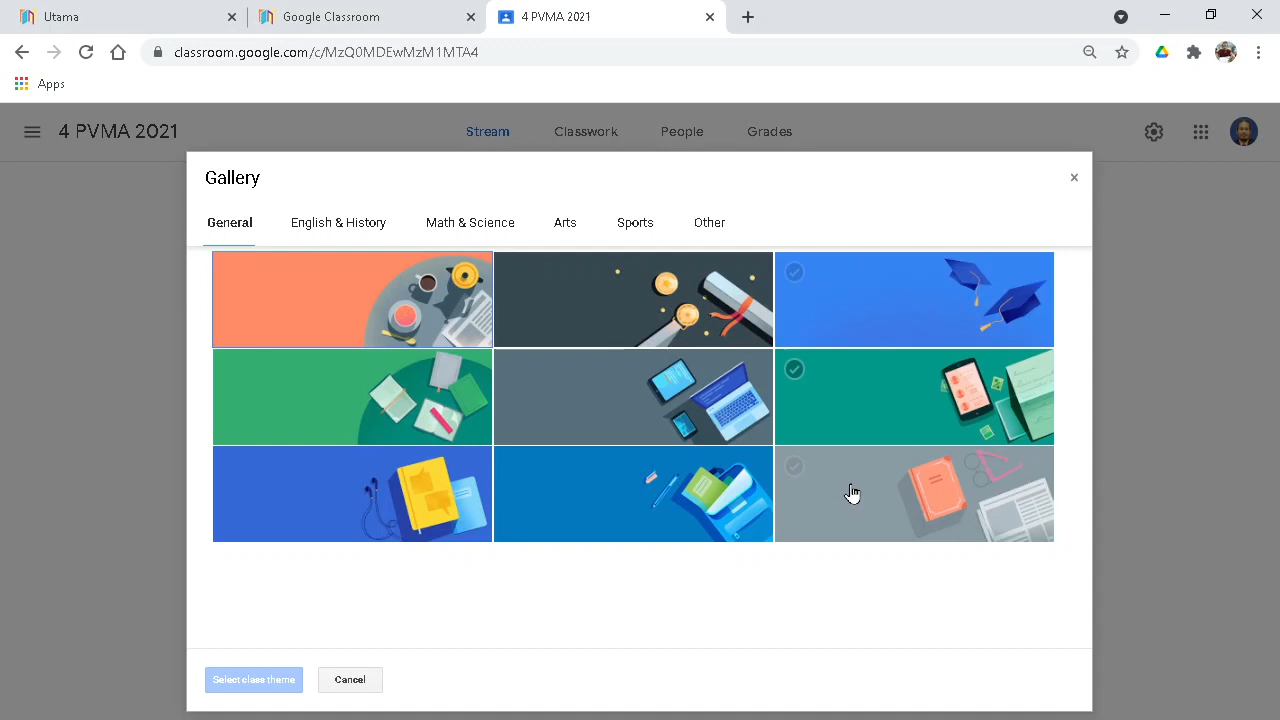 Utama
Google Classroom
4 PVMA 2021
classroom.google.com/c/MzQ0MDEwMzM1MTA4
Apps
4 PVMA 2021
Stream
Classwork
People
Grades
Gallery
General
English & History
Math & Science
Arts
Sports
Other
Select class theme
Cancel